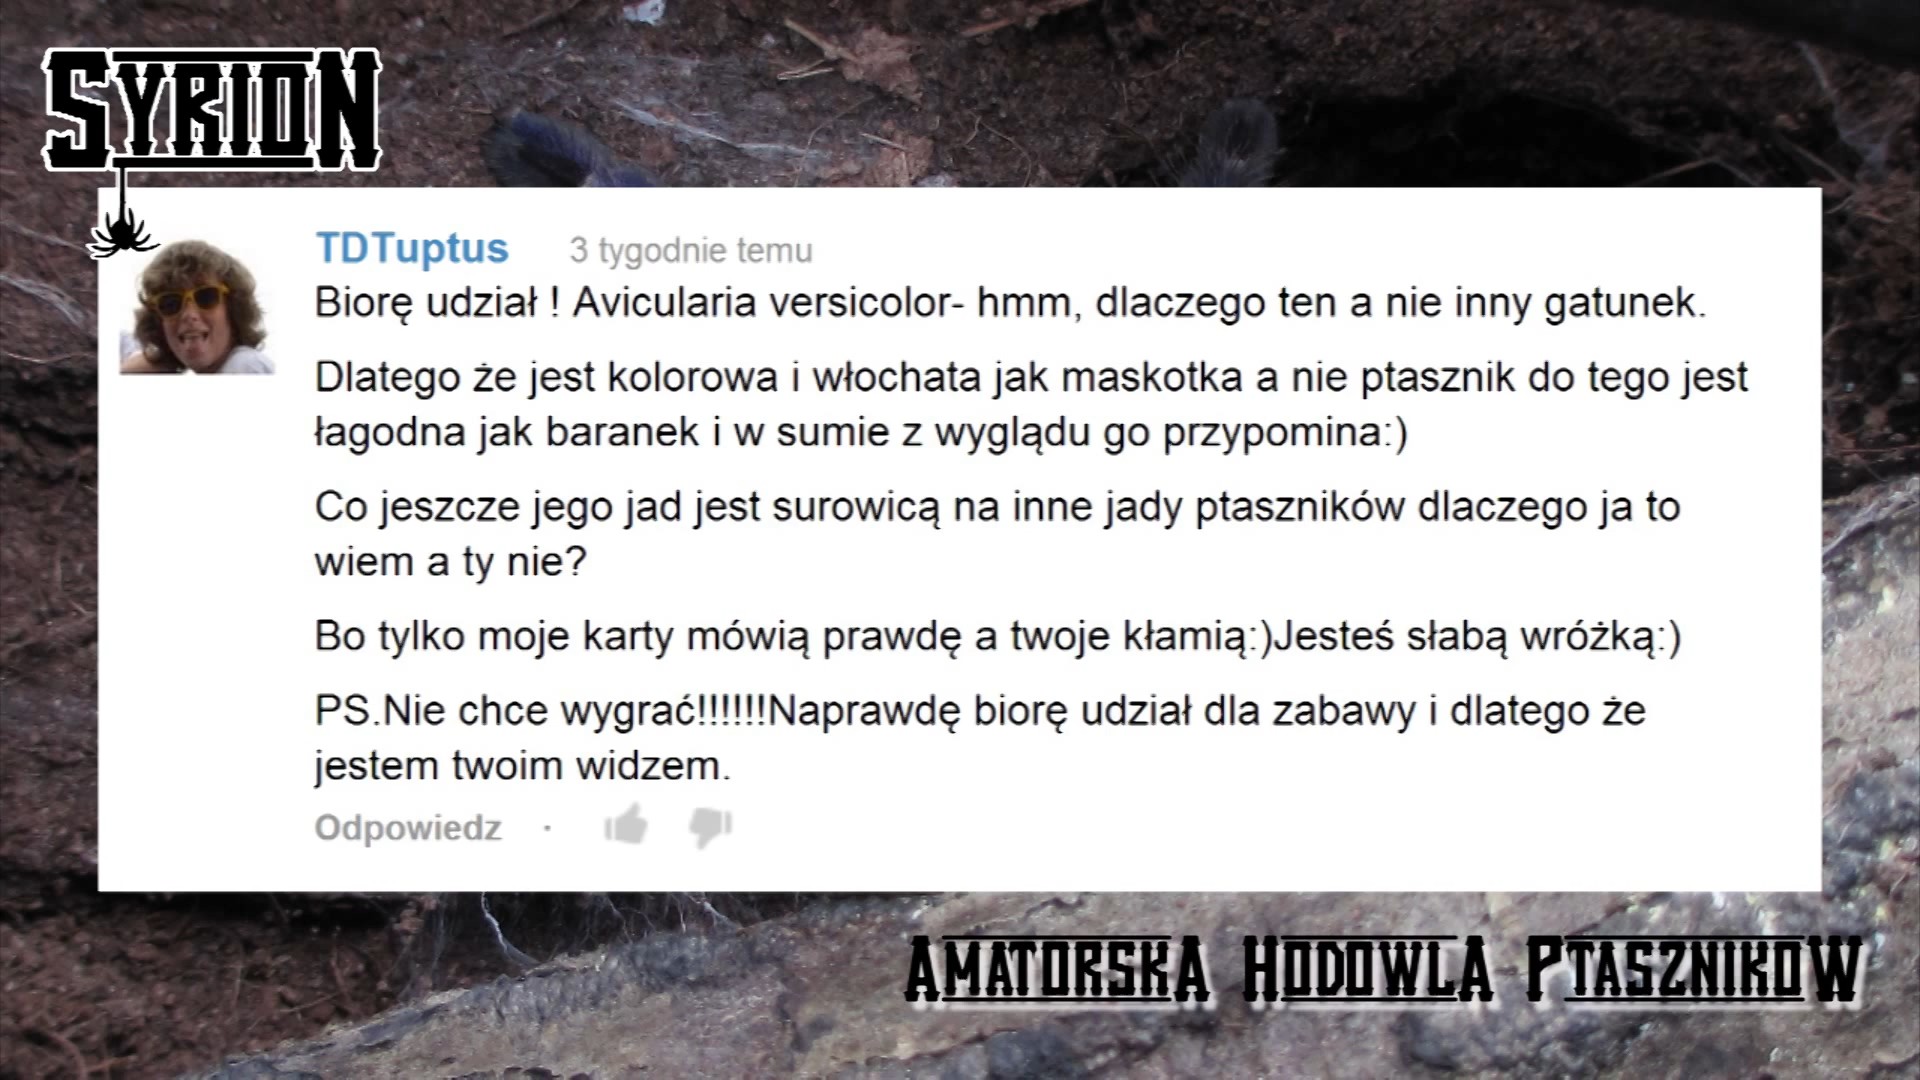 SYRION
TDTuptus 3 tygodnie temu
Biorę udział ! Avicularia versicolor- hmm, dlaczego ten a nie inny gatunek.
Dlatego że jest kolorowa i włochata jak maskotka a nie ptasznik do tego jest
łagodna jak baranek i w sumie z wyglądu go przypomina:)
Co jeszcze jego jad jest surowicą na inne jady ptaszników dlaczego ja to
wiem a ty nie?
Bo tylko moje karty mówią prawdę a twoje kłamią:)Jesteś słabą wróżką:)
PS.Nie chce wygrać!!!!!!Naprawdę biorę udział dla zabawy i dlatego że
jestem twoim widzem.
Odpowiedz ·
AMATORSKA HODOWLA PTASZNIKOW